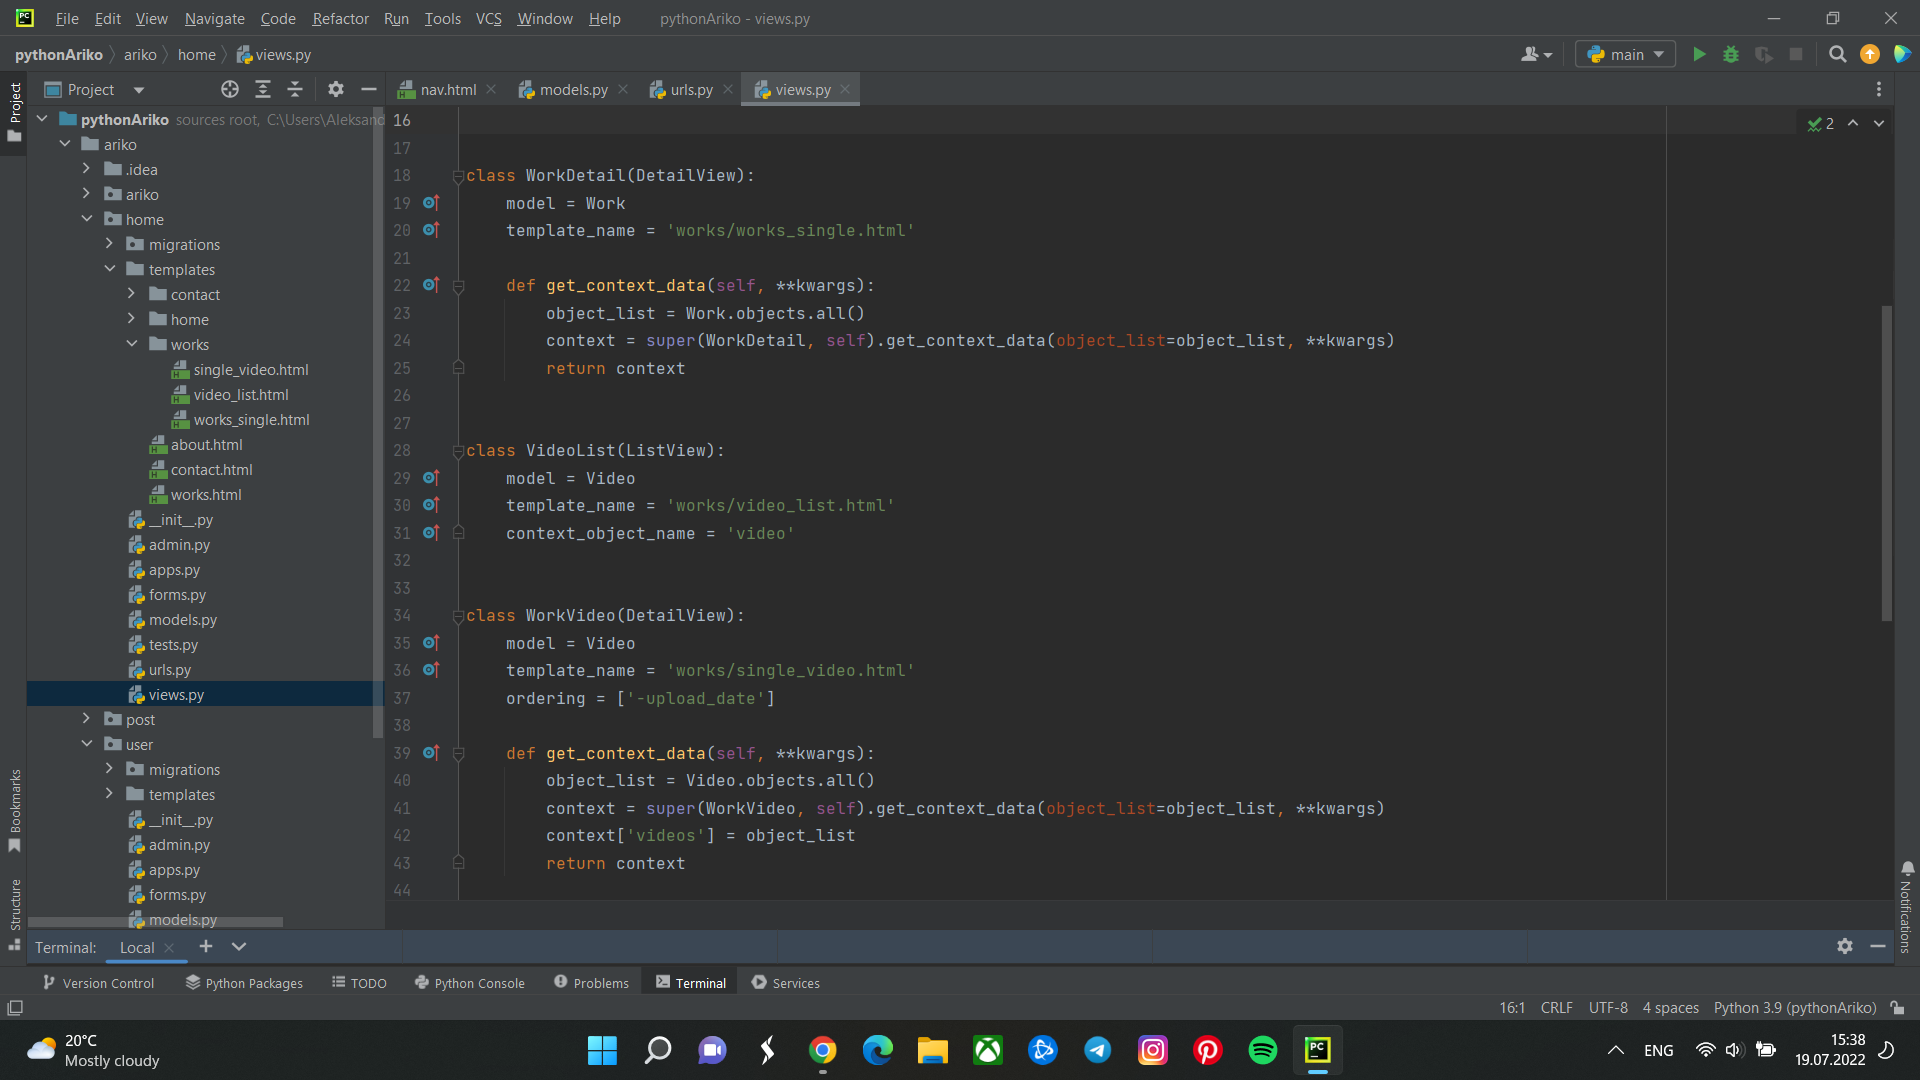 File Edit View Navigate Code Refactor Run Tools VCS Window Help pythonAriko - views.py
pythonAriko ariko home views.py main
Project nav.html models.py urls.py views.py
Project
pythonAriko sources root, C:\Users\Aleksand
ariko
.idea
ariko
home
migrations
templates
contact
home
works
single_video.html
video_list.html
works_single.html
about.html
contact.html
works.html
__init__.py
admin.py
apps.py
forms.py
models.py
tests.py
urls.py
views.py
post
user
migrations
templates
__init__.py
admin.py
apps.py
forms.py
models.py
Bookmarks
Structure
2
16
17
18 class WorkDetail(DetailView):
19 model = Work
20 template_name = 'works/works_single.html'
21
22 def get_context_data(self, **kwargs):
23 object_list = Work.objects.all()
24 context = super(WorkDetail, self).get_context_data(object_list=object_list, **kwargs)
25 return context
26
27
28 class VideoList(ListView):
29 model = Video
30 template_name = 'works/video_list.html'
31 context_object_name = 'video'
32
33
34 class WorkVideo(DetailView):
35 model = Video
36 template_name = 'works/single_video.html'
37 ordering = ['-upload_date']
38
39 def get_context_data(self, **kwargs):
40 object_list = Video.objects.all()
41 context = super(WorkVideo, self).get_context_data(object_list=object_list, **kwargs)
42 context['videos'] = object_list
43 return context
44
Notifications
Terminal: Local
Version Control Python Packages TODO Python Console Problems Terminal Services
16:1 CRLF UTF-8 4 spaces Python 3.9 (pythonAriko)
20°C
Mostly cloudy
ENG
15:38
19.07.2022